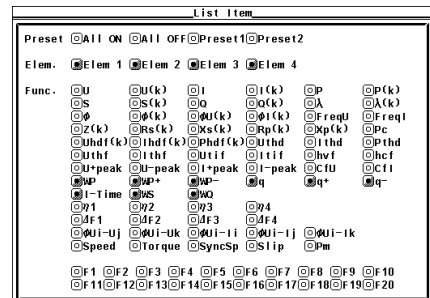 List Item
Preset All ON All OFF Preset1 Preset2
Elem. Elem 1 Elem 2 Elem 3 Elem 4
Func. U U(k) I I(k) P P(k)
S S(k) Q Q(k) λ λ(k)
Φ Φ(k) ΦU(k) ΦI(k) FreqU FreqI
Z(k) Rs(k) Xs(k) Rp(k) Xp(k) Pc
Uhdf(k) Ihdf(k) Phdf(k) Uthd Ithd Pthd
Uthf Ithf Utif Itif hvf hcf
U+peak U-peak I+peak I-peak CfU CfI
WP WP+ WP- q q+ q-
I-Time WS WQ
η1 η2 η3 η4
ΔF1 ΔF2 ΔF3 ΔF4
ΦUi-Uj ΦUi-Uk ΦUi-Ii ΦUi-Ij ΦUi-Ik
Speed Torque SyncSp Slip Pm
F1 F2 F3 F4 F5 F6 F7 F8 F9 F10
F11 F12 F13 F14 F15 F16 F17 F18 F19 F20